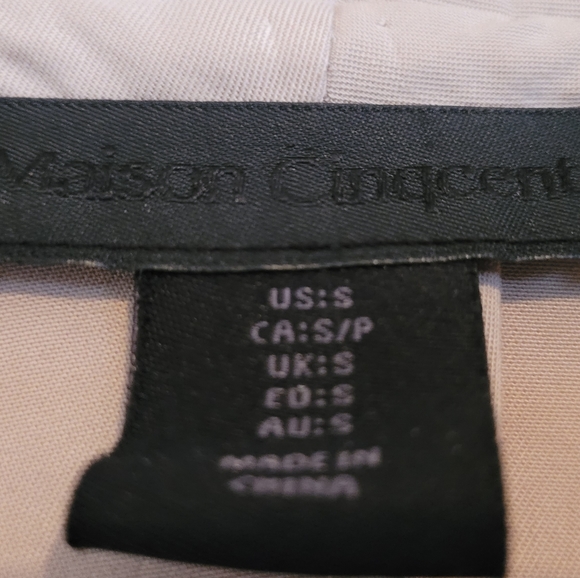 Maison Cinqcent
US:S
CA:S/P
UK:S
EU:S
AU:S
MADE IN
CHINA